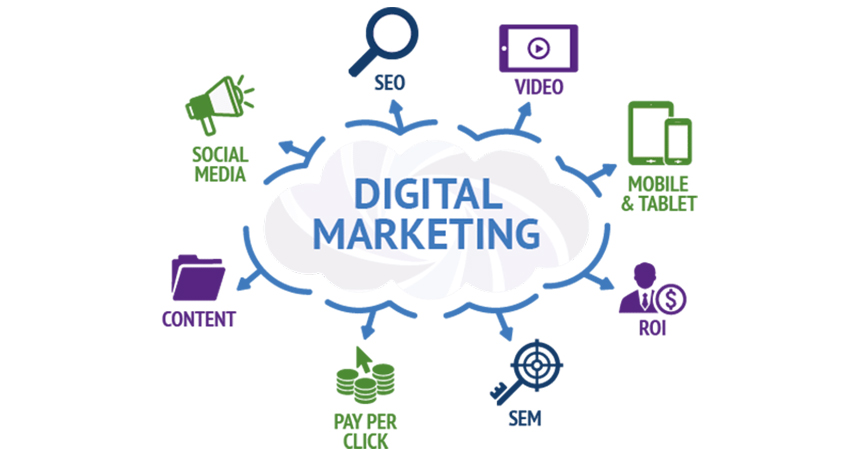 SEO
VIDEO
SOCIAL
MEDIA
MOBILE
& TABLET
DIGITAL
MARKETING
CONTENT
$
ROI
PAY PER
CLICK
SEM